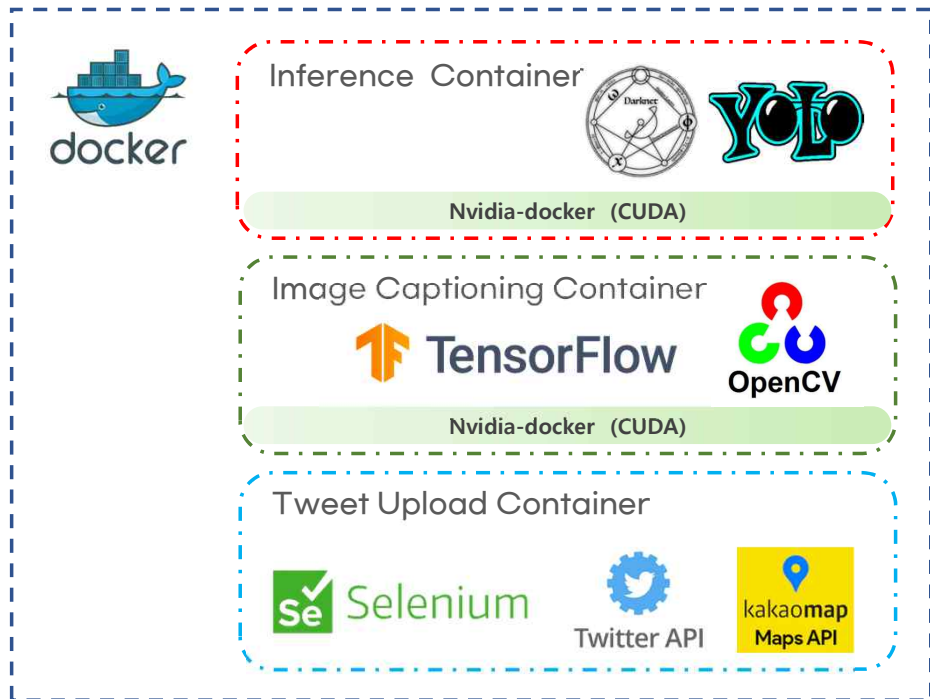 docker
Inference Container
Darknet
ω
φ
x
YOLO
Nvidia-docker (CUDA)
Image Captioning Container
TensorFlow
OpenCV
Nvidia-docker (CUDA)
Tweet Upload Container
Se
Selenium
Twitter API
kakaomap
Maps API